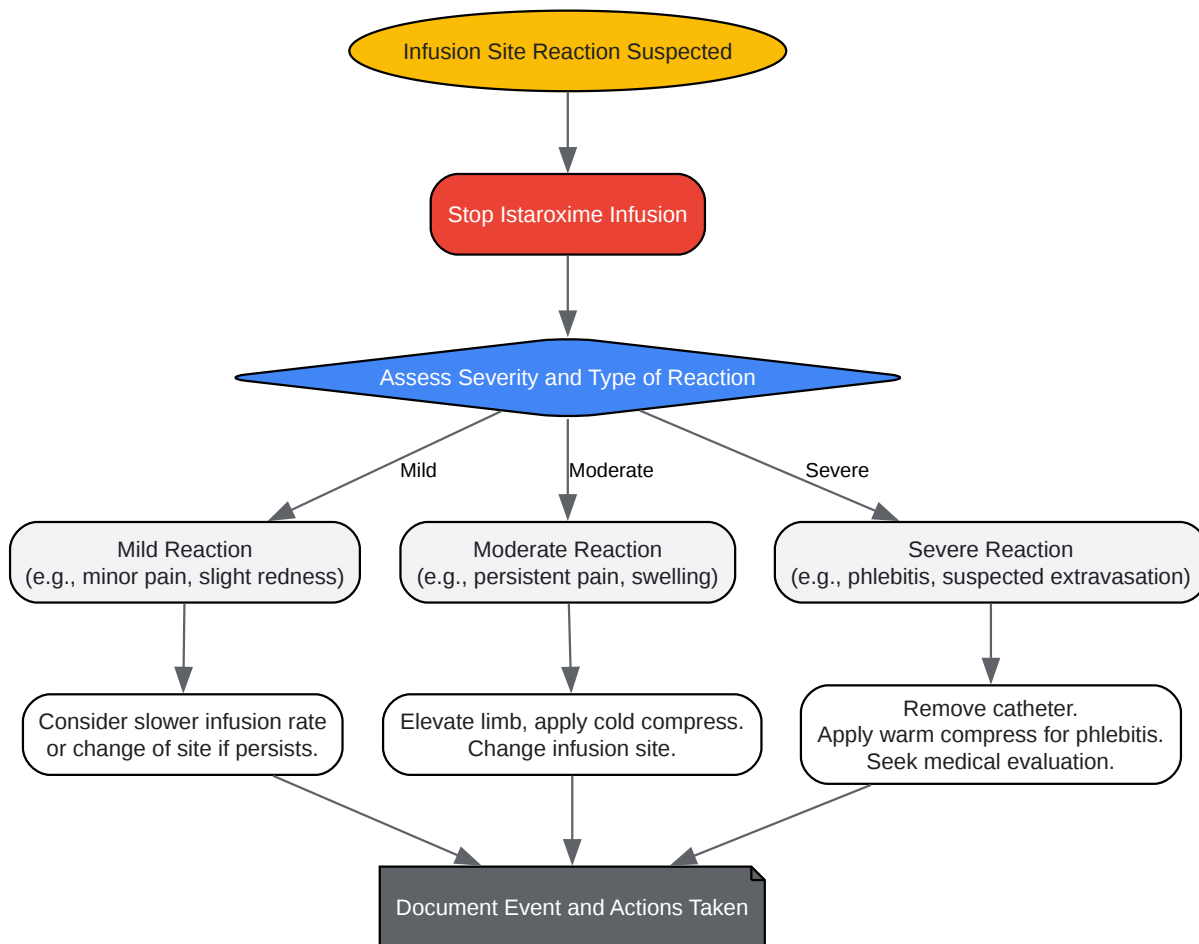 Infusion Site Reaction Suspected
Stop Istaroxime Infusion
Assess Severity and Type of Reaction
Mild
Moderate
Severe
Mild Reaction
(e.g., minor pain, slight redness)
Moderate Reaction
(e.g., persistent pain, swelling)
Severe Reaction
(e.g., phlebitis, suspected extravasation)
Consider slower infusion rate
or change of site if persists.
Elevate limb, apply cold compress.
Change infusion site.
Remove catheter.
Apply warm compress for phlebitis.
Seek medical evaluation.
Document Event and Actions Taken